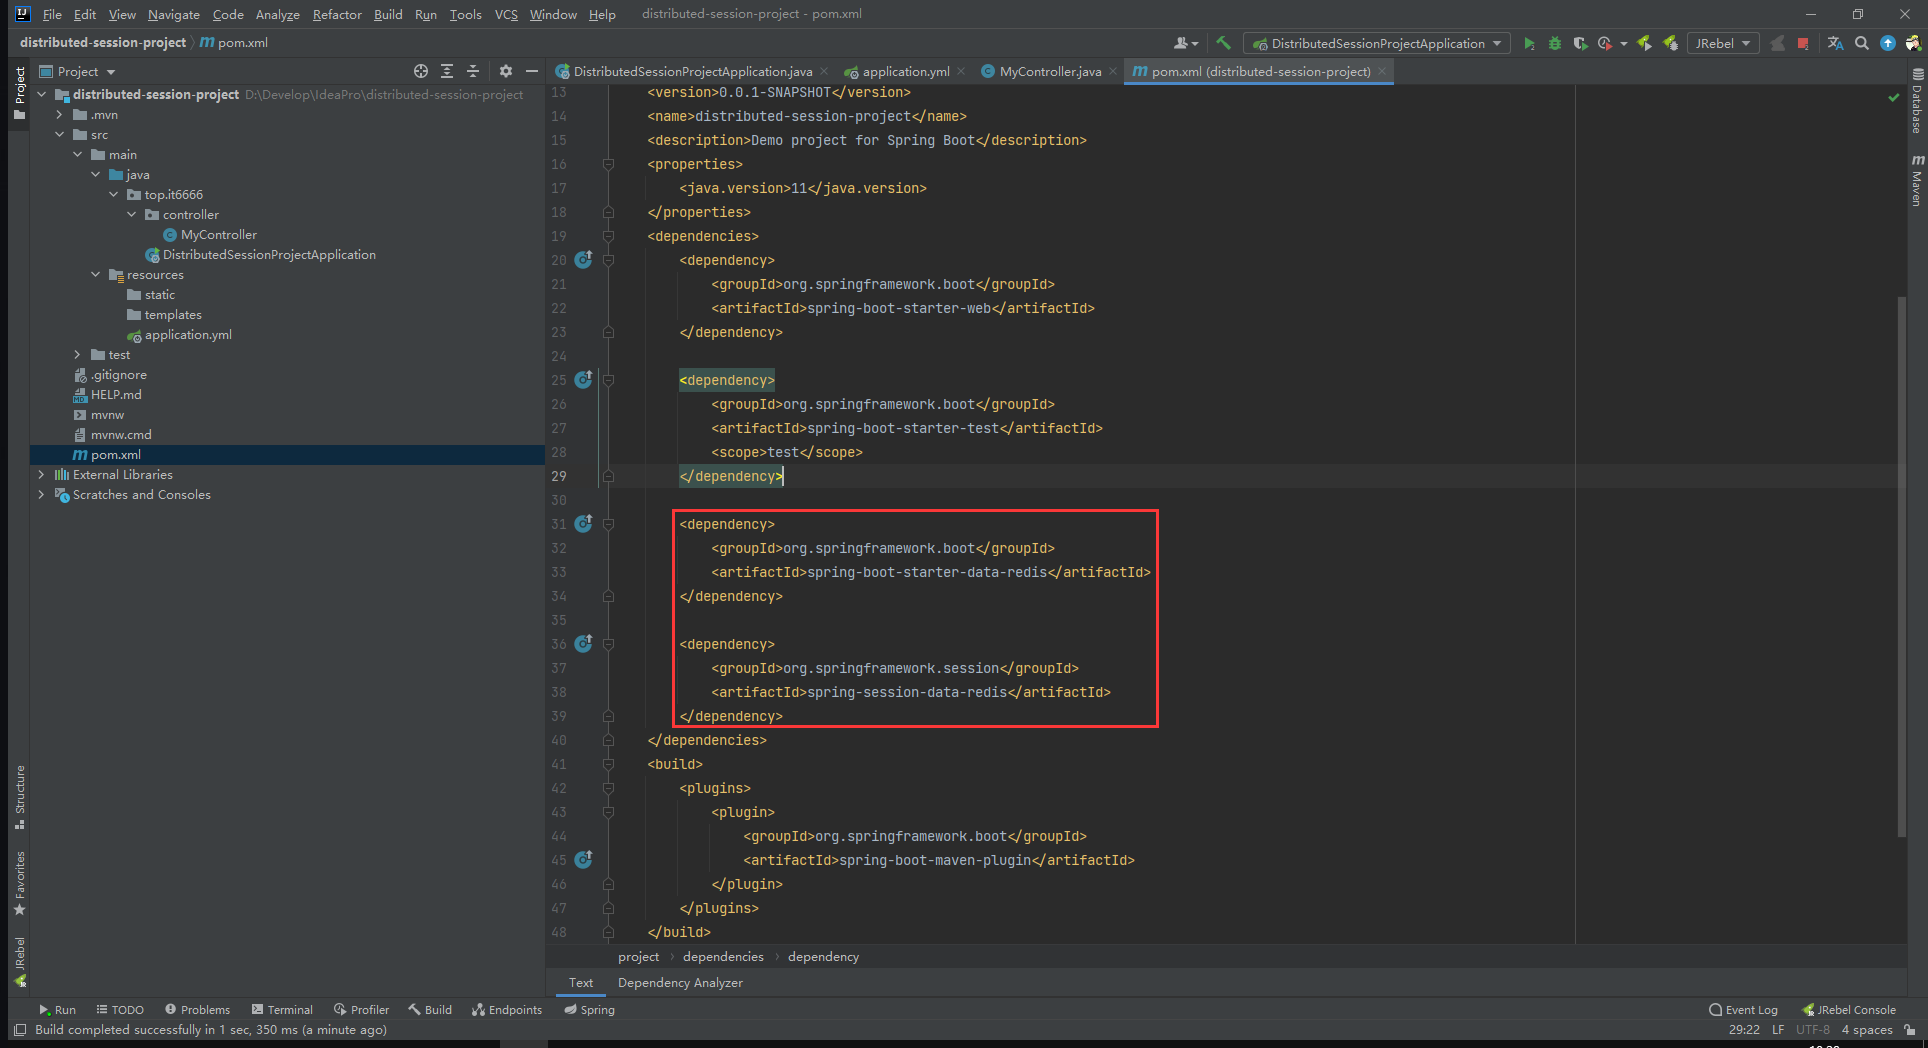 File Edit View Navigate Code Analyze Refactor Build Run Tools VCS Window Help distributed-session-project - pom.xml
distributed-session-project pom.xml DistributedSessionProjectApplication JRebel
Project
DistributedSessionProjectApplication.java application.yml MyController.java pom.xml (distributed-session-project)
Project
distributed-session-project D:\Develop\IdeaPro\distributed-session-project
.mvn
src
main
java
top.it6666
controller
MyController
DistributedSessionProjectApplication
resources
static
templates
application.yml
test
.gitignore
HELP.md
mvnw
mvnw.cmd
pom.xml
External Libraries
Scratches and Consoles
Structure
Favorites
JRebel
13 <version>0.0.1-SNAPSHOT</version>
14 <name>distributed-session-project</name>
15 <description>Demo project for Spring Boot</description>
16 <properties>
17 <java.version>11</java.version>
18 </properties>
19 <dependencies>
20 <dependency>
21 <groupId>org.springframework.boot</groupId>
22 <artifactId>spring-boot-starter-web</artifactId>
23 </dependency>
24
25 <dependency>
26 <groupId>org.springframework.boot</groupId>
27 <artifactId>spring-boot-starter-test</artifactId>
28 <scope>test</scope>
29 </dependency>
30
31 <dependency>
32 <groupId>org.springframework.boot</groupId>
33 <artifactId>spring-boot-starter-data-redis</artifactId>
34 </dependency>
35
36 <dependency>
37 <groupId>org.springframework.session</groupId>
38 <artifactId>spring-session-data-redis</artifactId>
39 </dependency>
40 </dependencies>
41 <build>
42 <plugins>
43 <plugin>
44 <groupId>org.springframework.boot</groupId>
45 <artifactId>spring-boot-maven-plugin</artifactId>
46 </plugin>
47 </plugins>
48 </build>
Database
Maven
project dependencies dependency
Text Dependency Analyzer
Run TODO Problems Terminal Profiler Build Endpoints Spring Event Log JRebel Console
Build completed successfully in 1 sec, 350 ms (a minute ago) 29:22 LF UTF-8 4 spaces